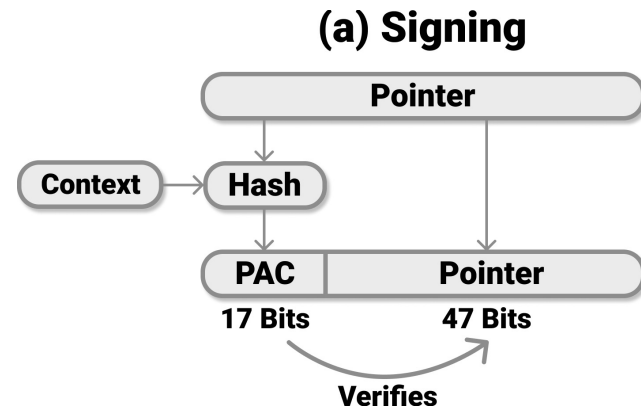 (a) Signing
Pointer
Context
Hash
PAC
Pointer
17 Bits
47 Bits
Verifies